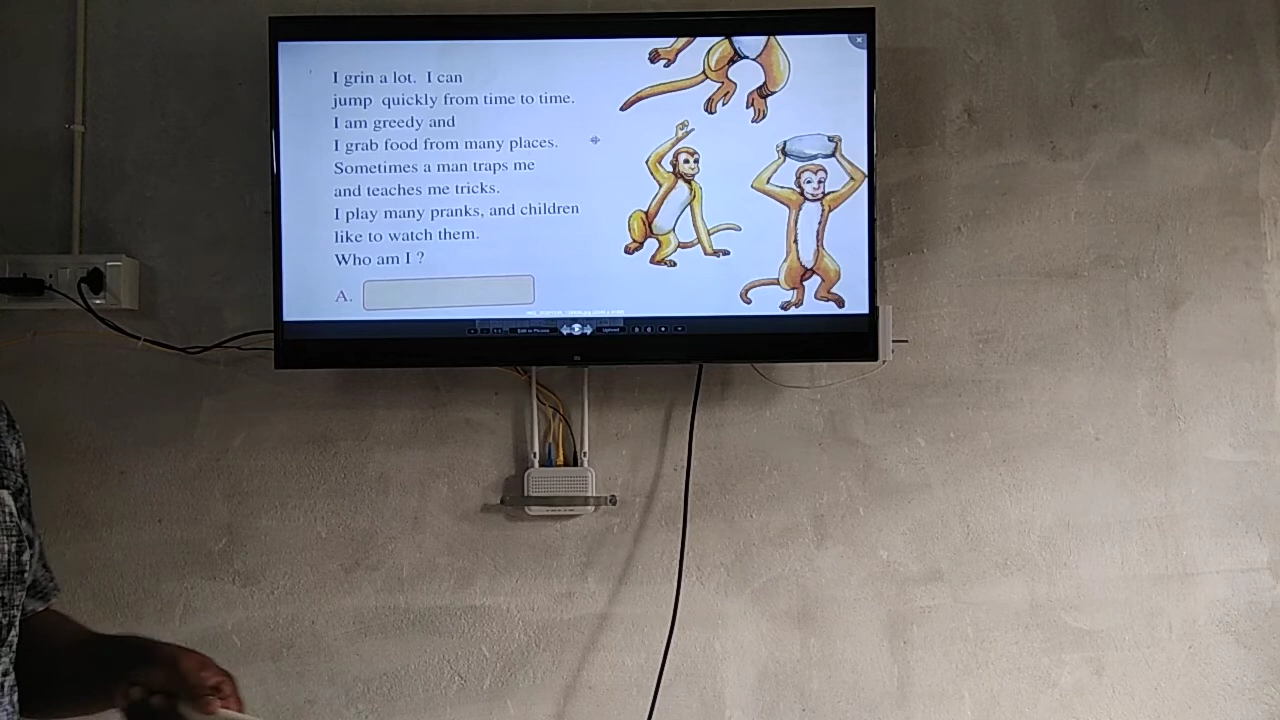 I grin a lot. I can
jump quickly from time to time.
I am greedy and
I grab food from many places.
Sometimes a man traps me
and teaches me tricks.
I play many pranks, and children
like to watch them.
Who am I ?
A.
Upload